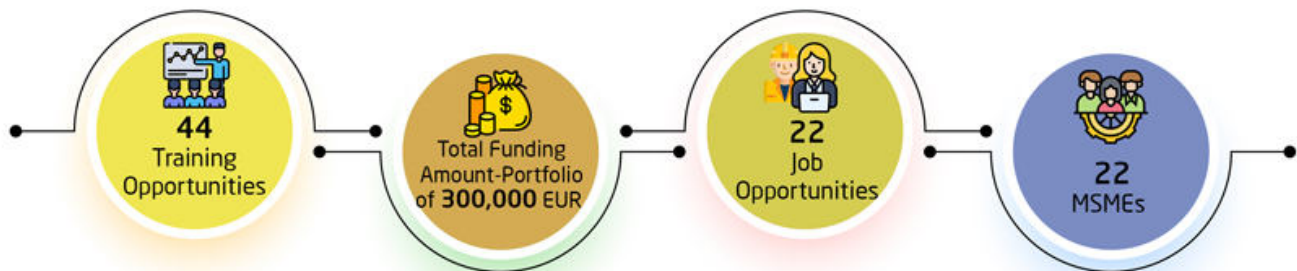 44
Training
Opportunities
$
Total Funding
Amount-Portfolio
of 300,000 EUR
22
Job
Opportunities
22
MSMEs